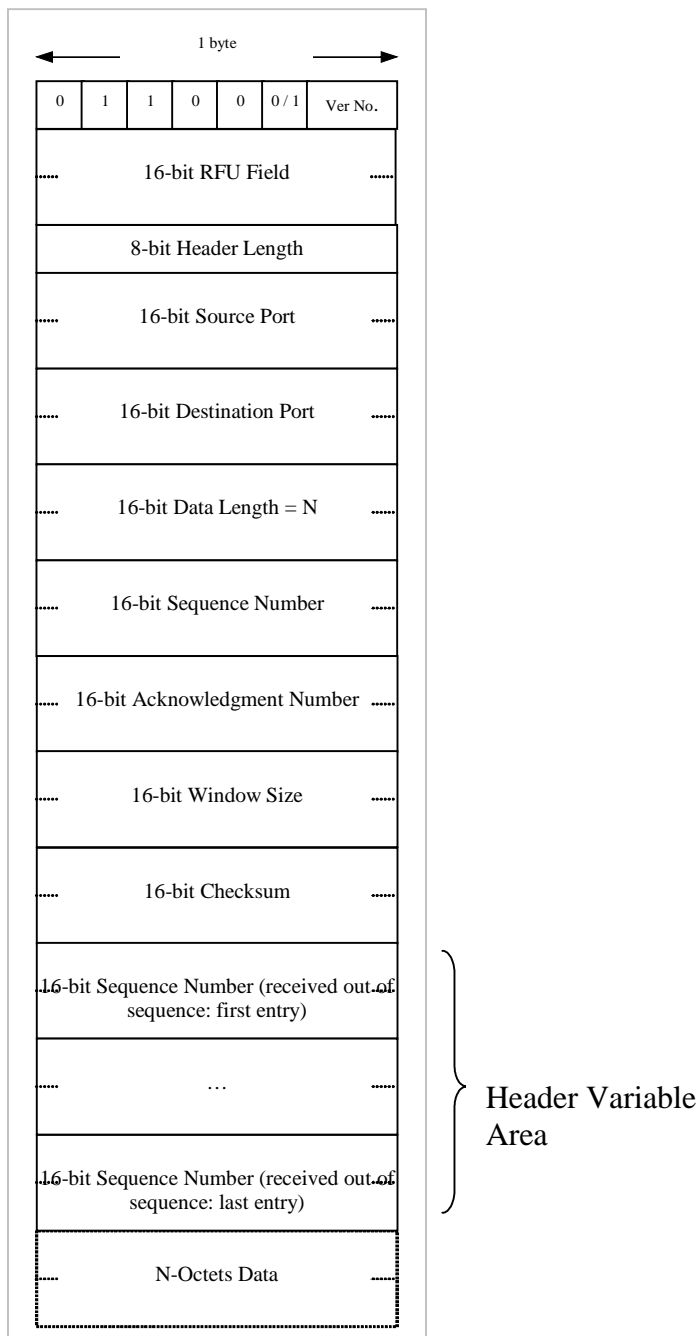 1 byte
0 1 1 0 0 0 / 1 Ver No.
16-bit RFU Field
8-bit Header Length
16-bit Source Port
16-bit Destination Port
16-bit Data Length = N
16-bit Sequence Number
16-bit Acknowledgment Number
16-bit Window Size
16-bit Checksum
16-bit Sequence Number (received out of
sequence: first entry)
…
16-bit Sequence Number (received out of
sequence: last entry)
Header Variable
Area
N-Octets Data